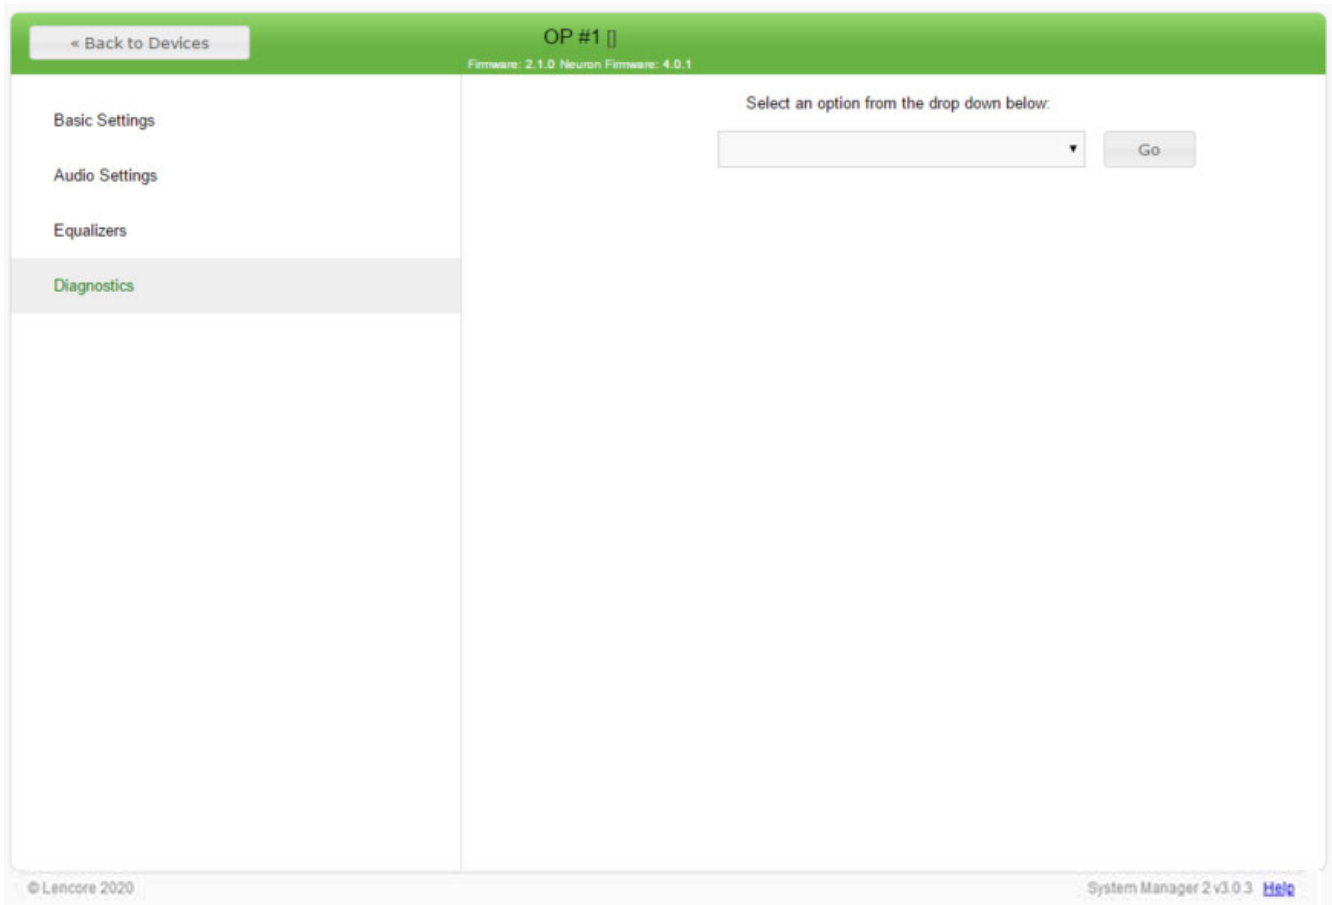 « Back to Devices
OP #1 []
Firmware: 2.1.0 Neuron Firmware: 4.0.1
Basic Settings
Audio Settings
Equalizers
Diagnostics
Select an option from the drop down below:
Go
© Lencore 2020
System Manager 2 v3.0.3 Help